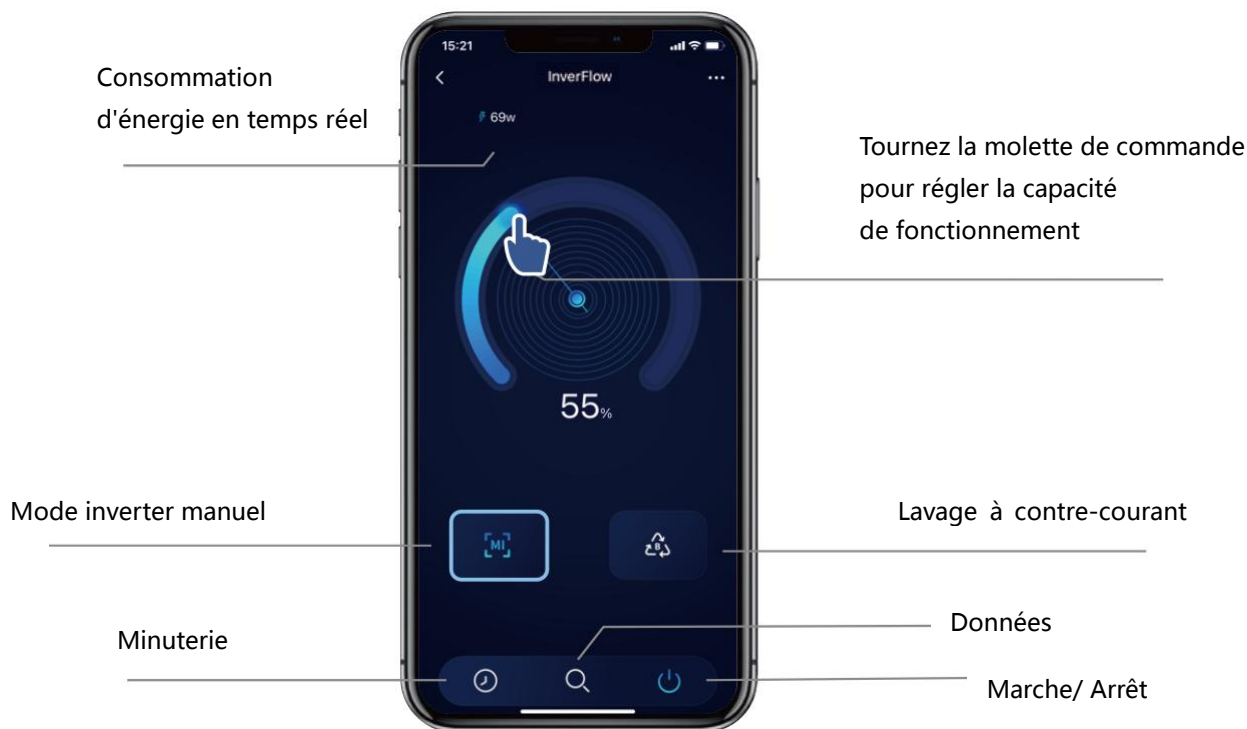 15:21
InverFlow
Consommation
d'énergie en temps réel
69w
Tournez la molette de commande
pour régler la capacité
de fonctionnement
55%
Mode inverter manuel
Lavage à contre-courant
MI
B
Minuterie
Données
Marche/ Arrêt